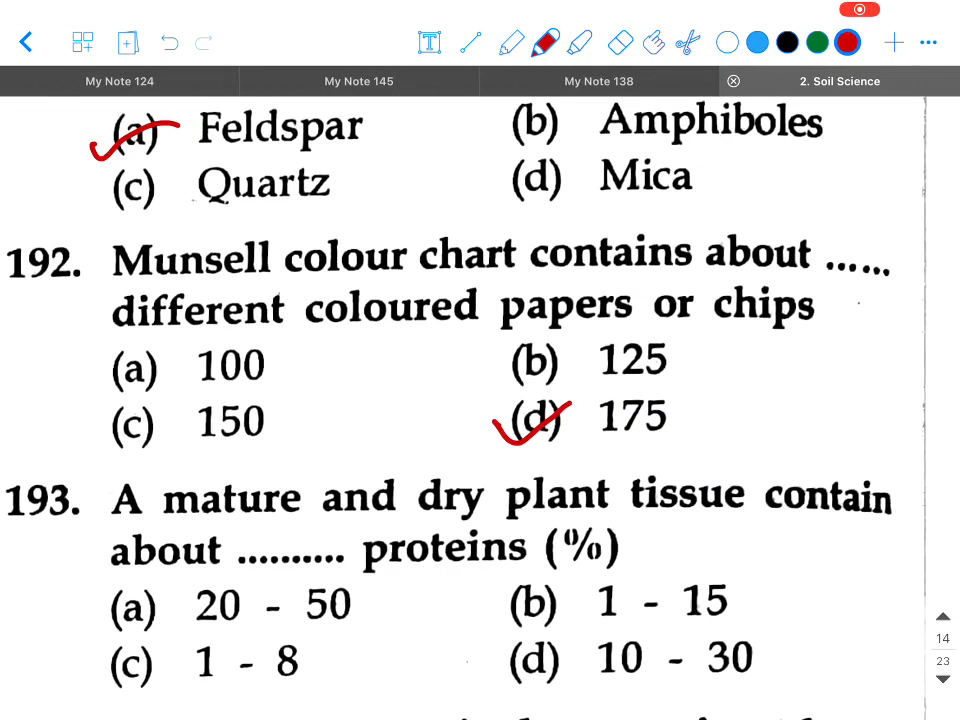 My Note 124 My Note 145 My Note 138 2. Soil Science
(a) Feldspar (b) Amphiboles
(c) Quartz (d) Mica
192. Munsell colour chart contains about ......
different coloured papers or chips
(a) 100 (b) 125
(c) 150 (d) 175
193. A mature and dry plant tissue contain
about .......... proteins (%)
(a) 20 - 50 (b) 1 - 15
(c) 1 - 8 (d) 10 - 30
14
23